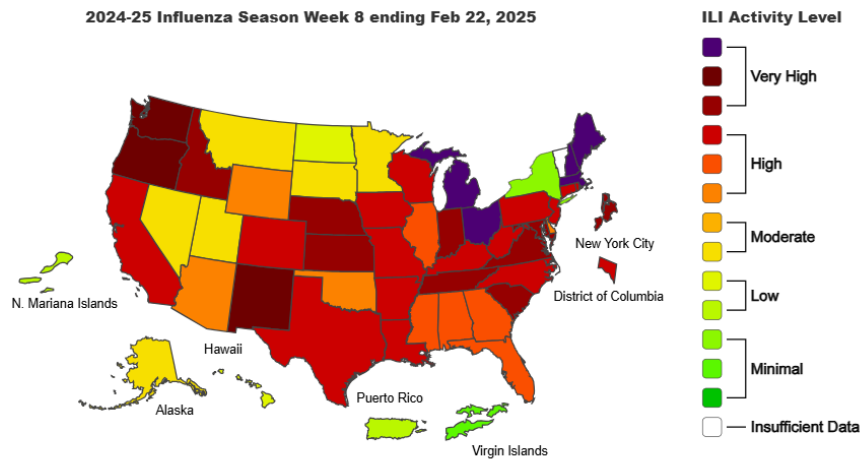 2024-25 Influenza Season Week 8 ending Feb 22, 2025
ILI Activity Level
Very High
High
Moderate
Low
Minimal
Insufficient Data
New York City
District of Columbia
N. Mariana Islands
Hawaii
Alaska
Puerto Rico
Virgin Islands